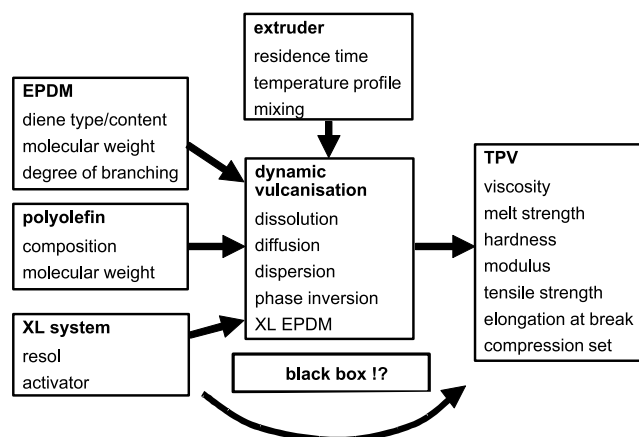 extruder
residence time
temperature profile
mixing
EPDM
diene type/content
molecular weight
degree of branching
polyolefin
composition
molecular weight
XL system
resol
activator
dynamic
vulcanisation
dissolution
diffusion
dispersion
phase inversion
XL EPDM
black box !?
TPV
viscosity
melt strength
hardness
modulus
tensile strength
elongation at break
compression set